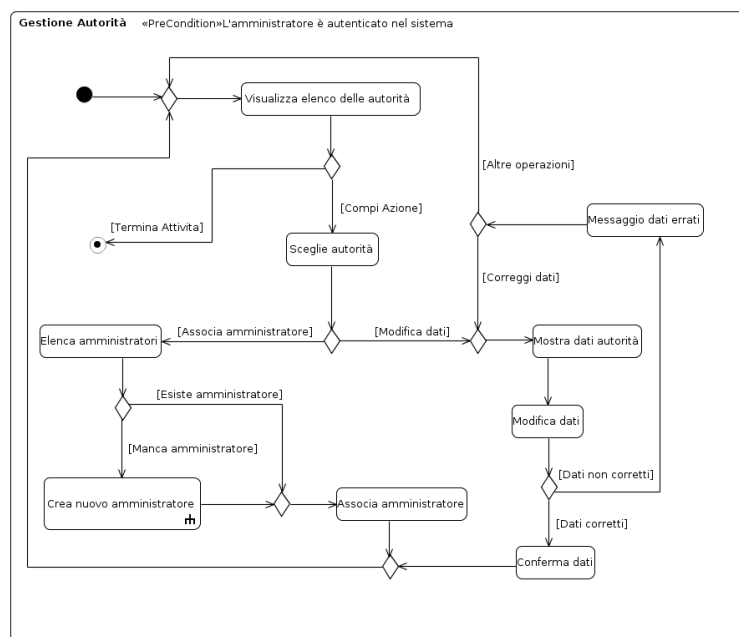 Gestione Autorità «PreCondition»L'amministratore è autenticato nel sistema
Visualizza elenco delle autorità
[Altre operazioni]
[Compi Azione]
Messaggio dati errati
[Termina Attivita]
Sceglie autorità
[Correggi dati]
Elenca amministratori
[Associa amministratore]
[Modifica dati]
Mostra dati autorità
[Esiste amministratore]
Modifica dati
[Manca amministratore]
[Dati non corretti]
Crea nuovo amministratore
Associa amministratore
[Dati corretti]
Conferma dati